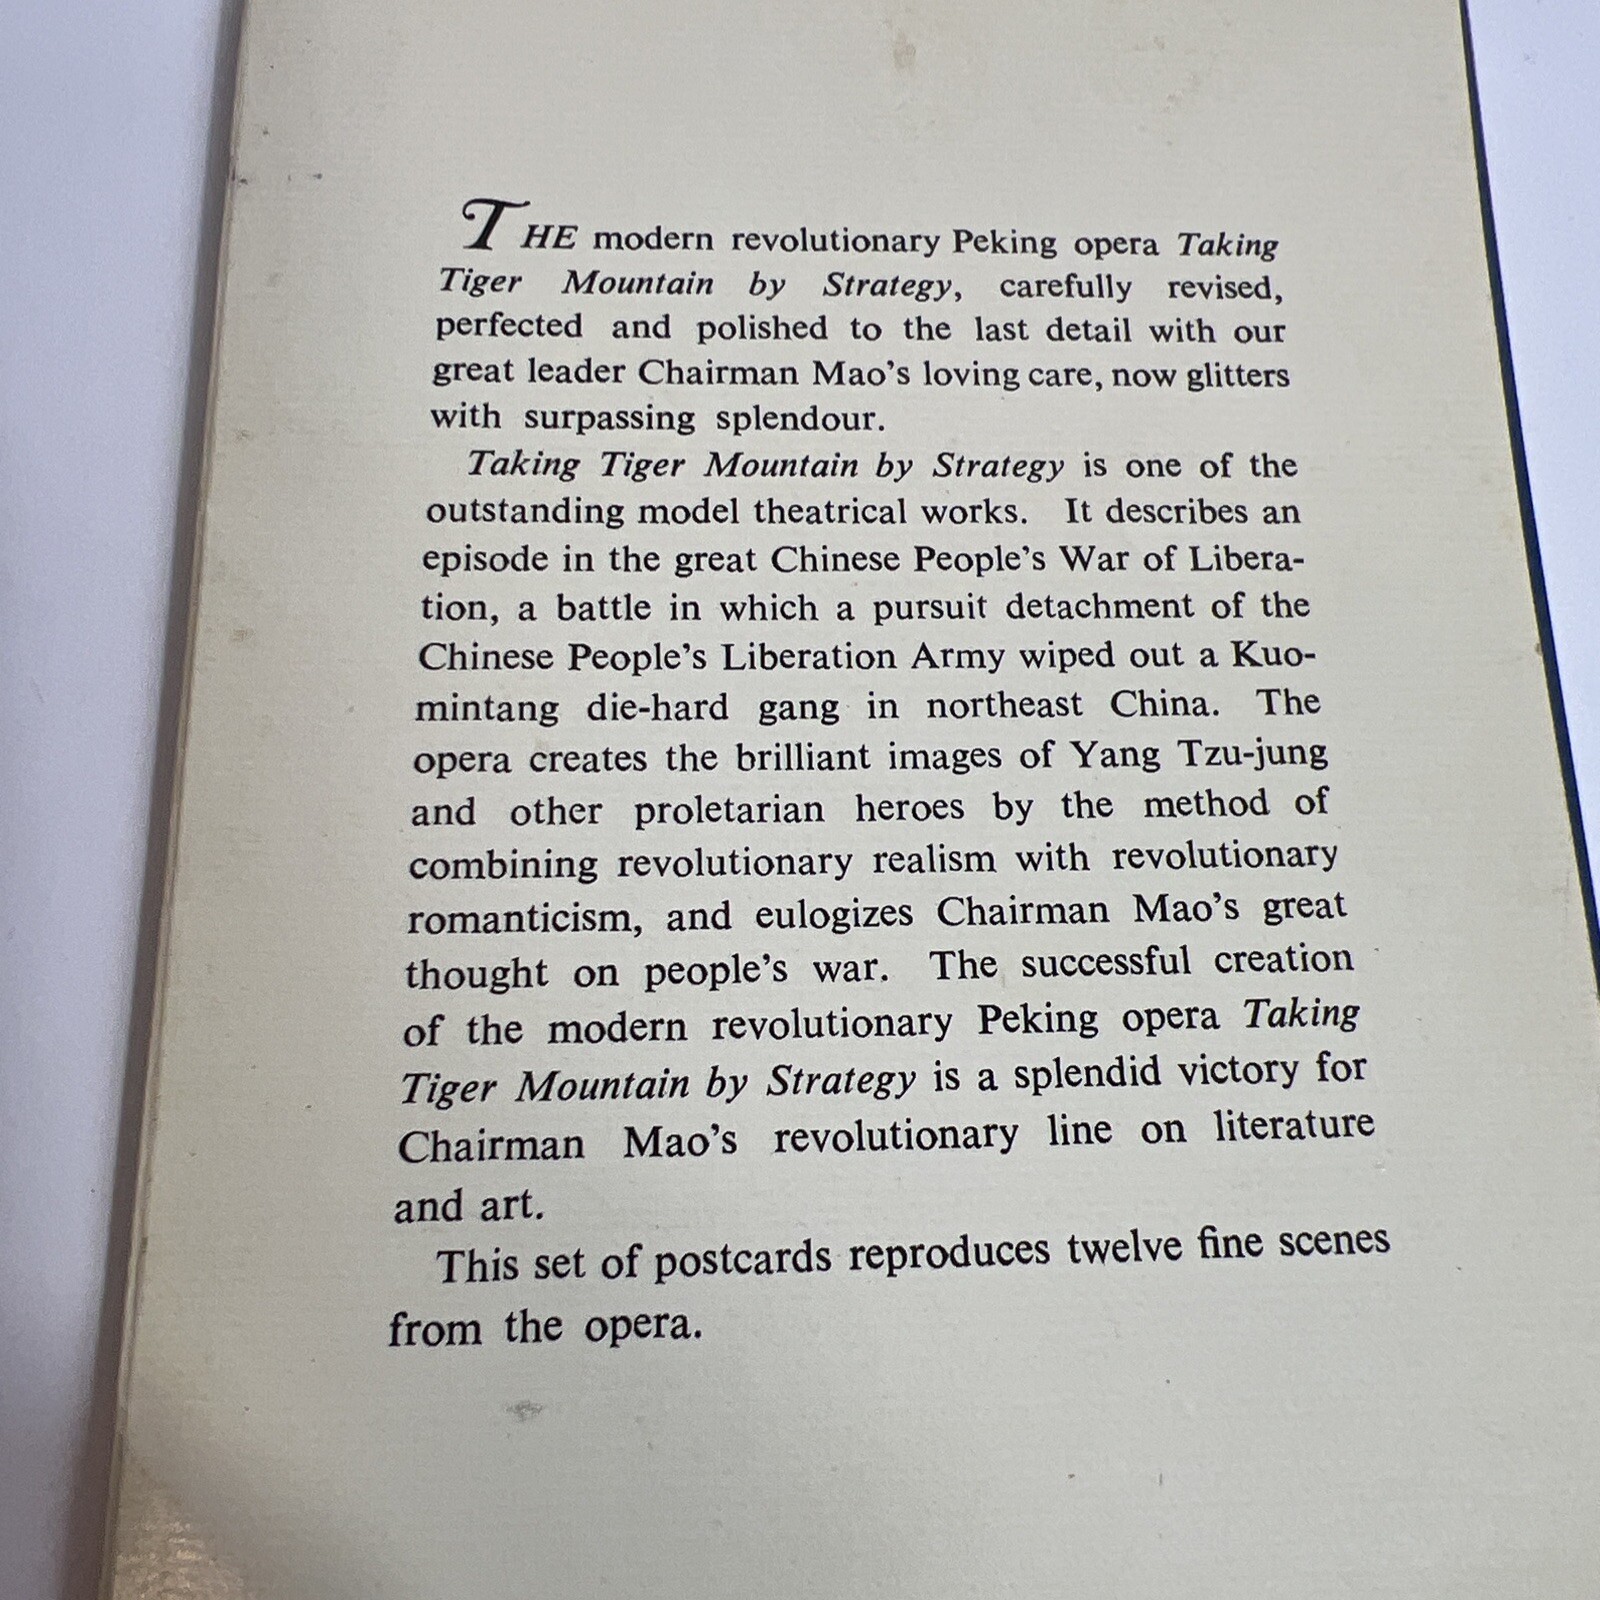 THE modern revolutionary Peking opera Taking
Tiger Mountain by Strategy, carefully revised,
perfected and polished to the last detail with our
great leader Chairman Mao's loving care, now glitters
with surpassing splendour.
Taking Tiger Mountain by Strategy is one of the
outstanding model theatrical works. It describes an
episode in the great Chinese People's War of Libera-
tion, a battle in which a pursuit detachment of the
Chinese People's Liberation Army wiped out a Kuo-
mintang die-hard gang in northeast China. The
opera creates the brilliant images of Yang Tzu-jung
and other proletarian heroes by the method of
combining revolutionary realism with revolutionary
romanticism, and eulogizes Chairman Mao's great
thought on people's war. The successful creation
of the modern revolutionary Peking opera Taking
Tiger Mountain by Strategy is a splendid victory for
Chairman Mao's revolutionary line on literature
and art.
This set of postcards reproduces twelve fine scenes
from the opera.